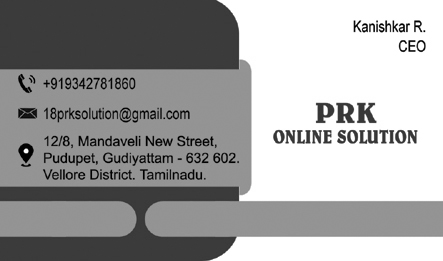 Kanishkar R.
CEO
+919342781860
18prksolution@gmail.com
12/8, Mandaveli New Street,
Pudupet, Gudiyattam - 632 602.
Vellore District. Tamilnadu.
PRK
ONLINE SOLUTION